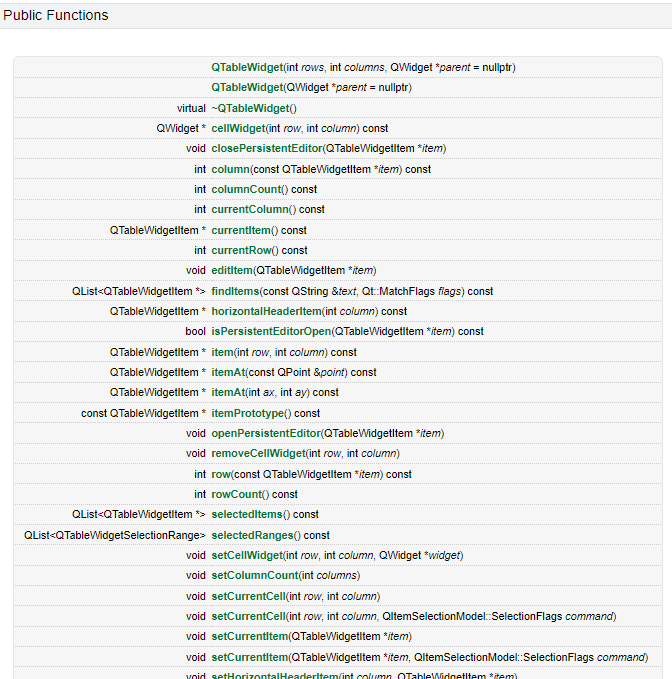 Public Functions
QTableWidget(int rows, int columns, QWidget *parent = nullptr)
QTableWidget(QWidget *parent = nullptr)
virtual ~QTableWidget()
QWidget * cellWidget(int row, int column) const
void closePersistentEditor(QTableWidgetItem *item)
int column(const QTableWidgetItem *item) const
int columnCount() const
int currentColumn() const
QTableWidgetItem * currentItem() const
int currentRow() const
void editItem(QTableWidgetItem *item)
QList<QTableWidgetItem *> findItems(const QString &text, Qt::MatchFlags flags) const
QTableWidgetItem * horizontalHeaderItem(int column) const
bool isPersistentEditorOpen(QTableWidgetItem *item) const
QTableWidgetItem * item(int row, int column) const
QTableWidgetItem * itemAt(const QPoint &point) const
QTableWidgetItem * itemAt(int ax, int ay) const
const QTableWidgetItem * itemPrototype() const
void openPersistentEditor(QTableWidgetItem *item)
void removeCellWidget(int row, int column)
int row(const QTableWidgetItem *item) const
int rowCount() const
QList<QTableWidgetItem *> selectedItems() const
QList<QTableWidgetSelectionRange> selectedRanges() const
void setCellWidget(int row, int column, QWidget *widget)
void setColumnCount(int columns)
void setCurrentCell(int row, int column)
void setCurrentCell(int row, int column, QItemSelectionModel::SelectionFlags command)
void setCurrentItem(QTableWidgetItem *item)
void setCurrentItem(QTableWidgetItem *item, QItemSelectionModel::SelectionFlags command)
void setHorizontalHeaderItem(int column, QTableWidgetItem *item)